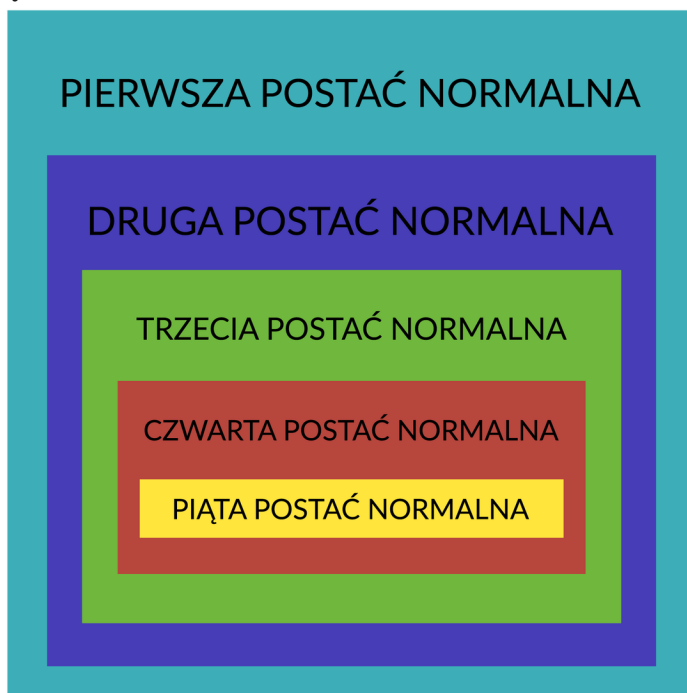 PIERWSZA POSTAĆ NORMALNA
DRUGA POSTAĆ NORMALNA
TRZECIA POSTAĆ NORMALNA
CZWARTA POSTAĆ NORMALNA
PIĄTA POSTAĆ NORMALNA